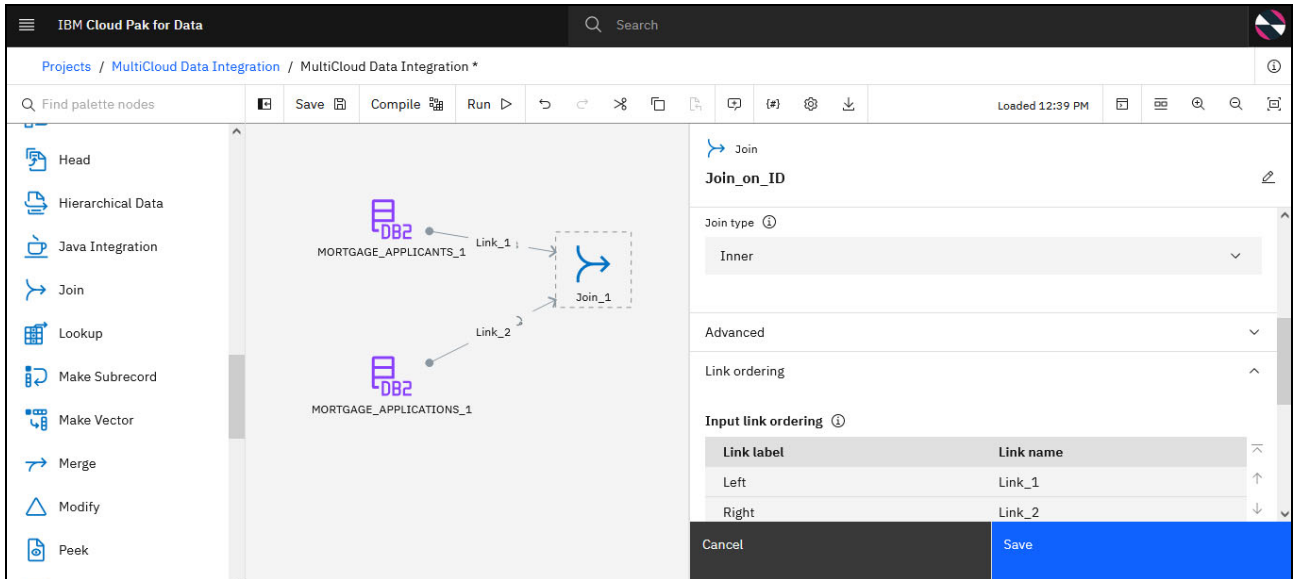 IBM Cloud Pak for Data
Search
Projects / MultiCloud Data Integration / MultiCloud Data Integration *
Find palette nodes
Save
Compile
Run
{#}
Loaded 12:39 PM
Head
Hierarchical Data
Java Integration
Join
Lookup
Make Subrecord
Make Vector
Merge
Modify
Peek
DB2
MORTGAGE_APPLICANTS_1
Link_1
Join_1
Link_2
DB2
MORTGAGE_APPLICATIONS_1
Join
Join_on_ID
Join type
Inner
Advanced
Link ordering
Input link ordering
Link label Link name
Left Link_1
Right Link_2
Cancel Save